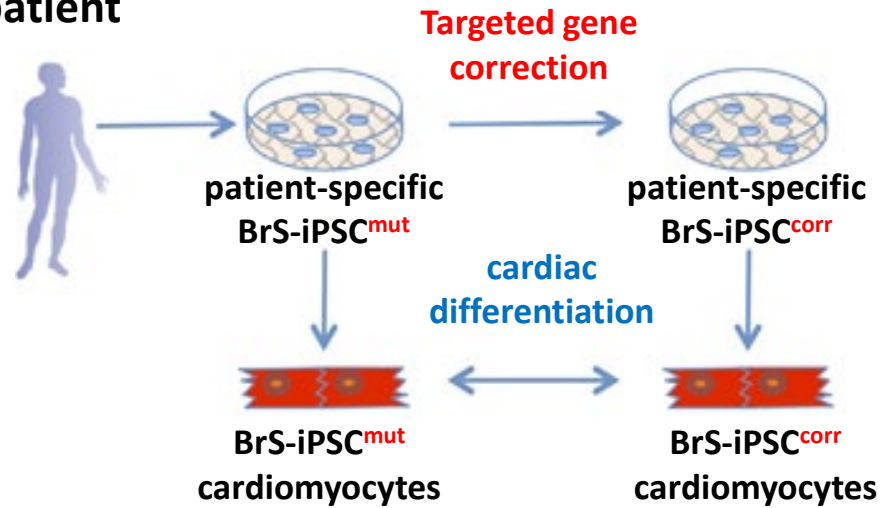 patient
Targeted gene
correction
patient-specific
BrS-iPSCmut
patient-specific
BrS-iPSCcorr
cardiac
differentiation
BrS-iPSCmut
cardiomyocytes
BrS-iPSCcorr
cardiomyocytes